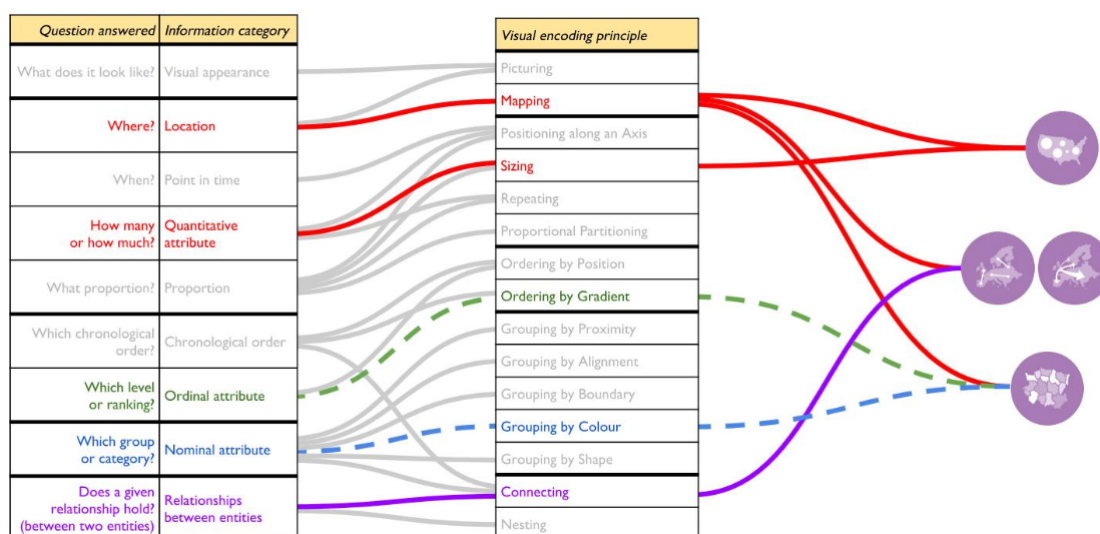 Question answered Information category
What does it look like? Visual appearance
Where? Location
When? Point in time
How many
or how much?
Quantitative
attribute
What proportion? Proportion
Which chronological
order?
Chronological order
Which level
or ranking?
Ordinal attribute
Which group
or category?
Nominal attribute
Does a given
relationship hold?
(between two entities)
Relationships
between entities
Visual encoding principle
Picturing
Mapping
Positioning along an Axis
Sizing
Repeating
Proportional Partitioning
Ordering by Position
Ordering by Gradient
Grouping by Proximity
Grouping by Alignment
Grouping by Boundary
Grouping by Colour
Grouping by Shape
Connecting
Nesting